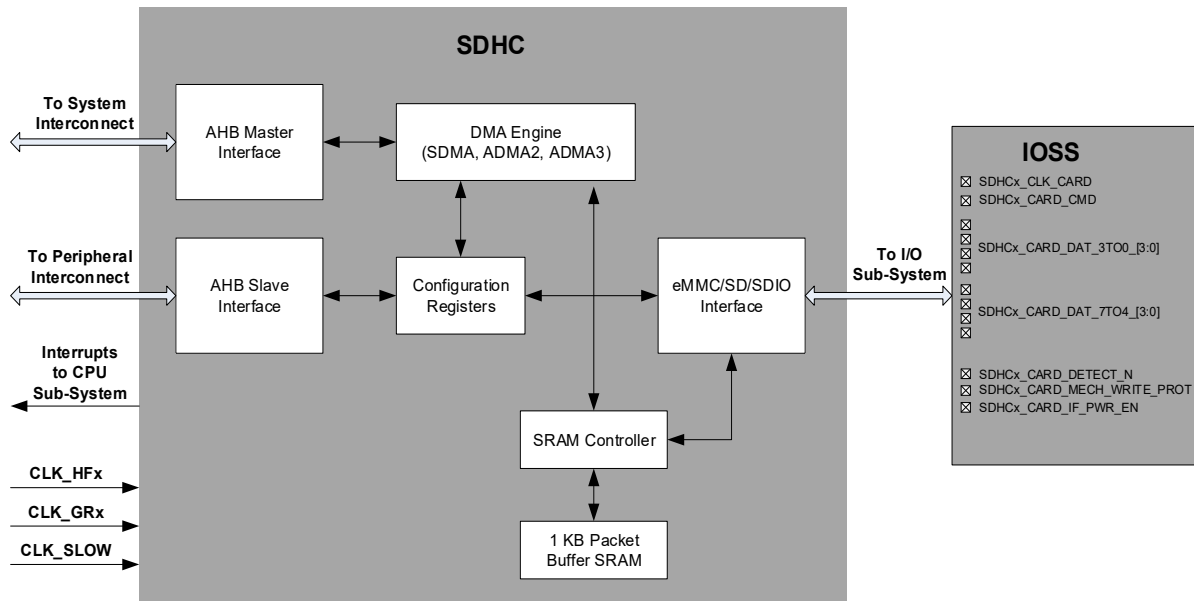 SDHC
To System
Interconnect
AHB Master
Interface
DMA Engine
(SDMA, ADMA2, ADMA3)
To Peripheral
Interconnect
AHB Slave
Interface
Configuration
Registers
eMMC/SD/SDIO
Interface
To I/O
Sub-System
Interrupts
to CPU
Sub-System
SRAM Controller
CLK_HFx
CLK_GRx
CLK_SLOW
1 KB Packet
Buffer SRAM
IOSS
SDHCx_CLK_CARD
SDHCx_CARD_CMD
SDHCx_CARD_DAT_3TO0_[3:0]
SDHCx_CARD_DAT_7TO4_[3:0]
SDHCx_CARD_DETECT_N
SDHCx_CARD_MECH_WRITE_PROT
SDHCx_CARD_IF_PWR_EN